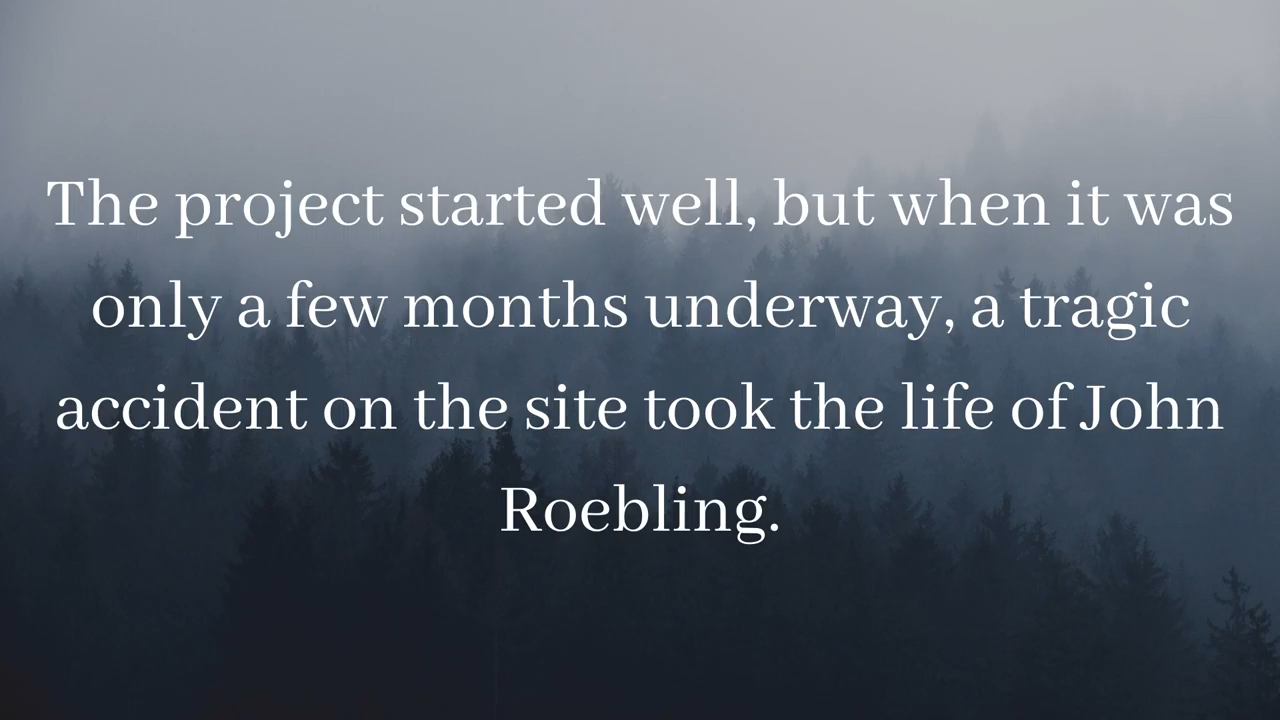 The project started well, but when it was
only a few months underway, a tragic
accident on the site took the life of John
Roebling.